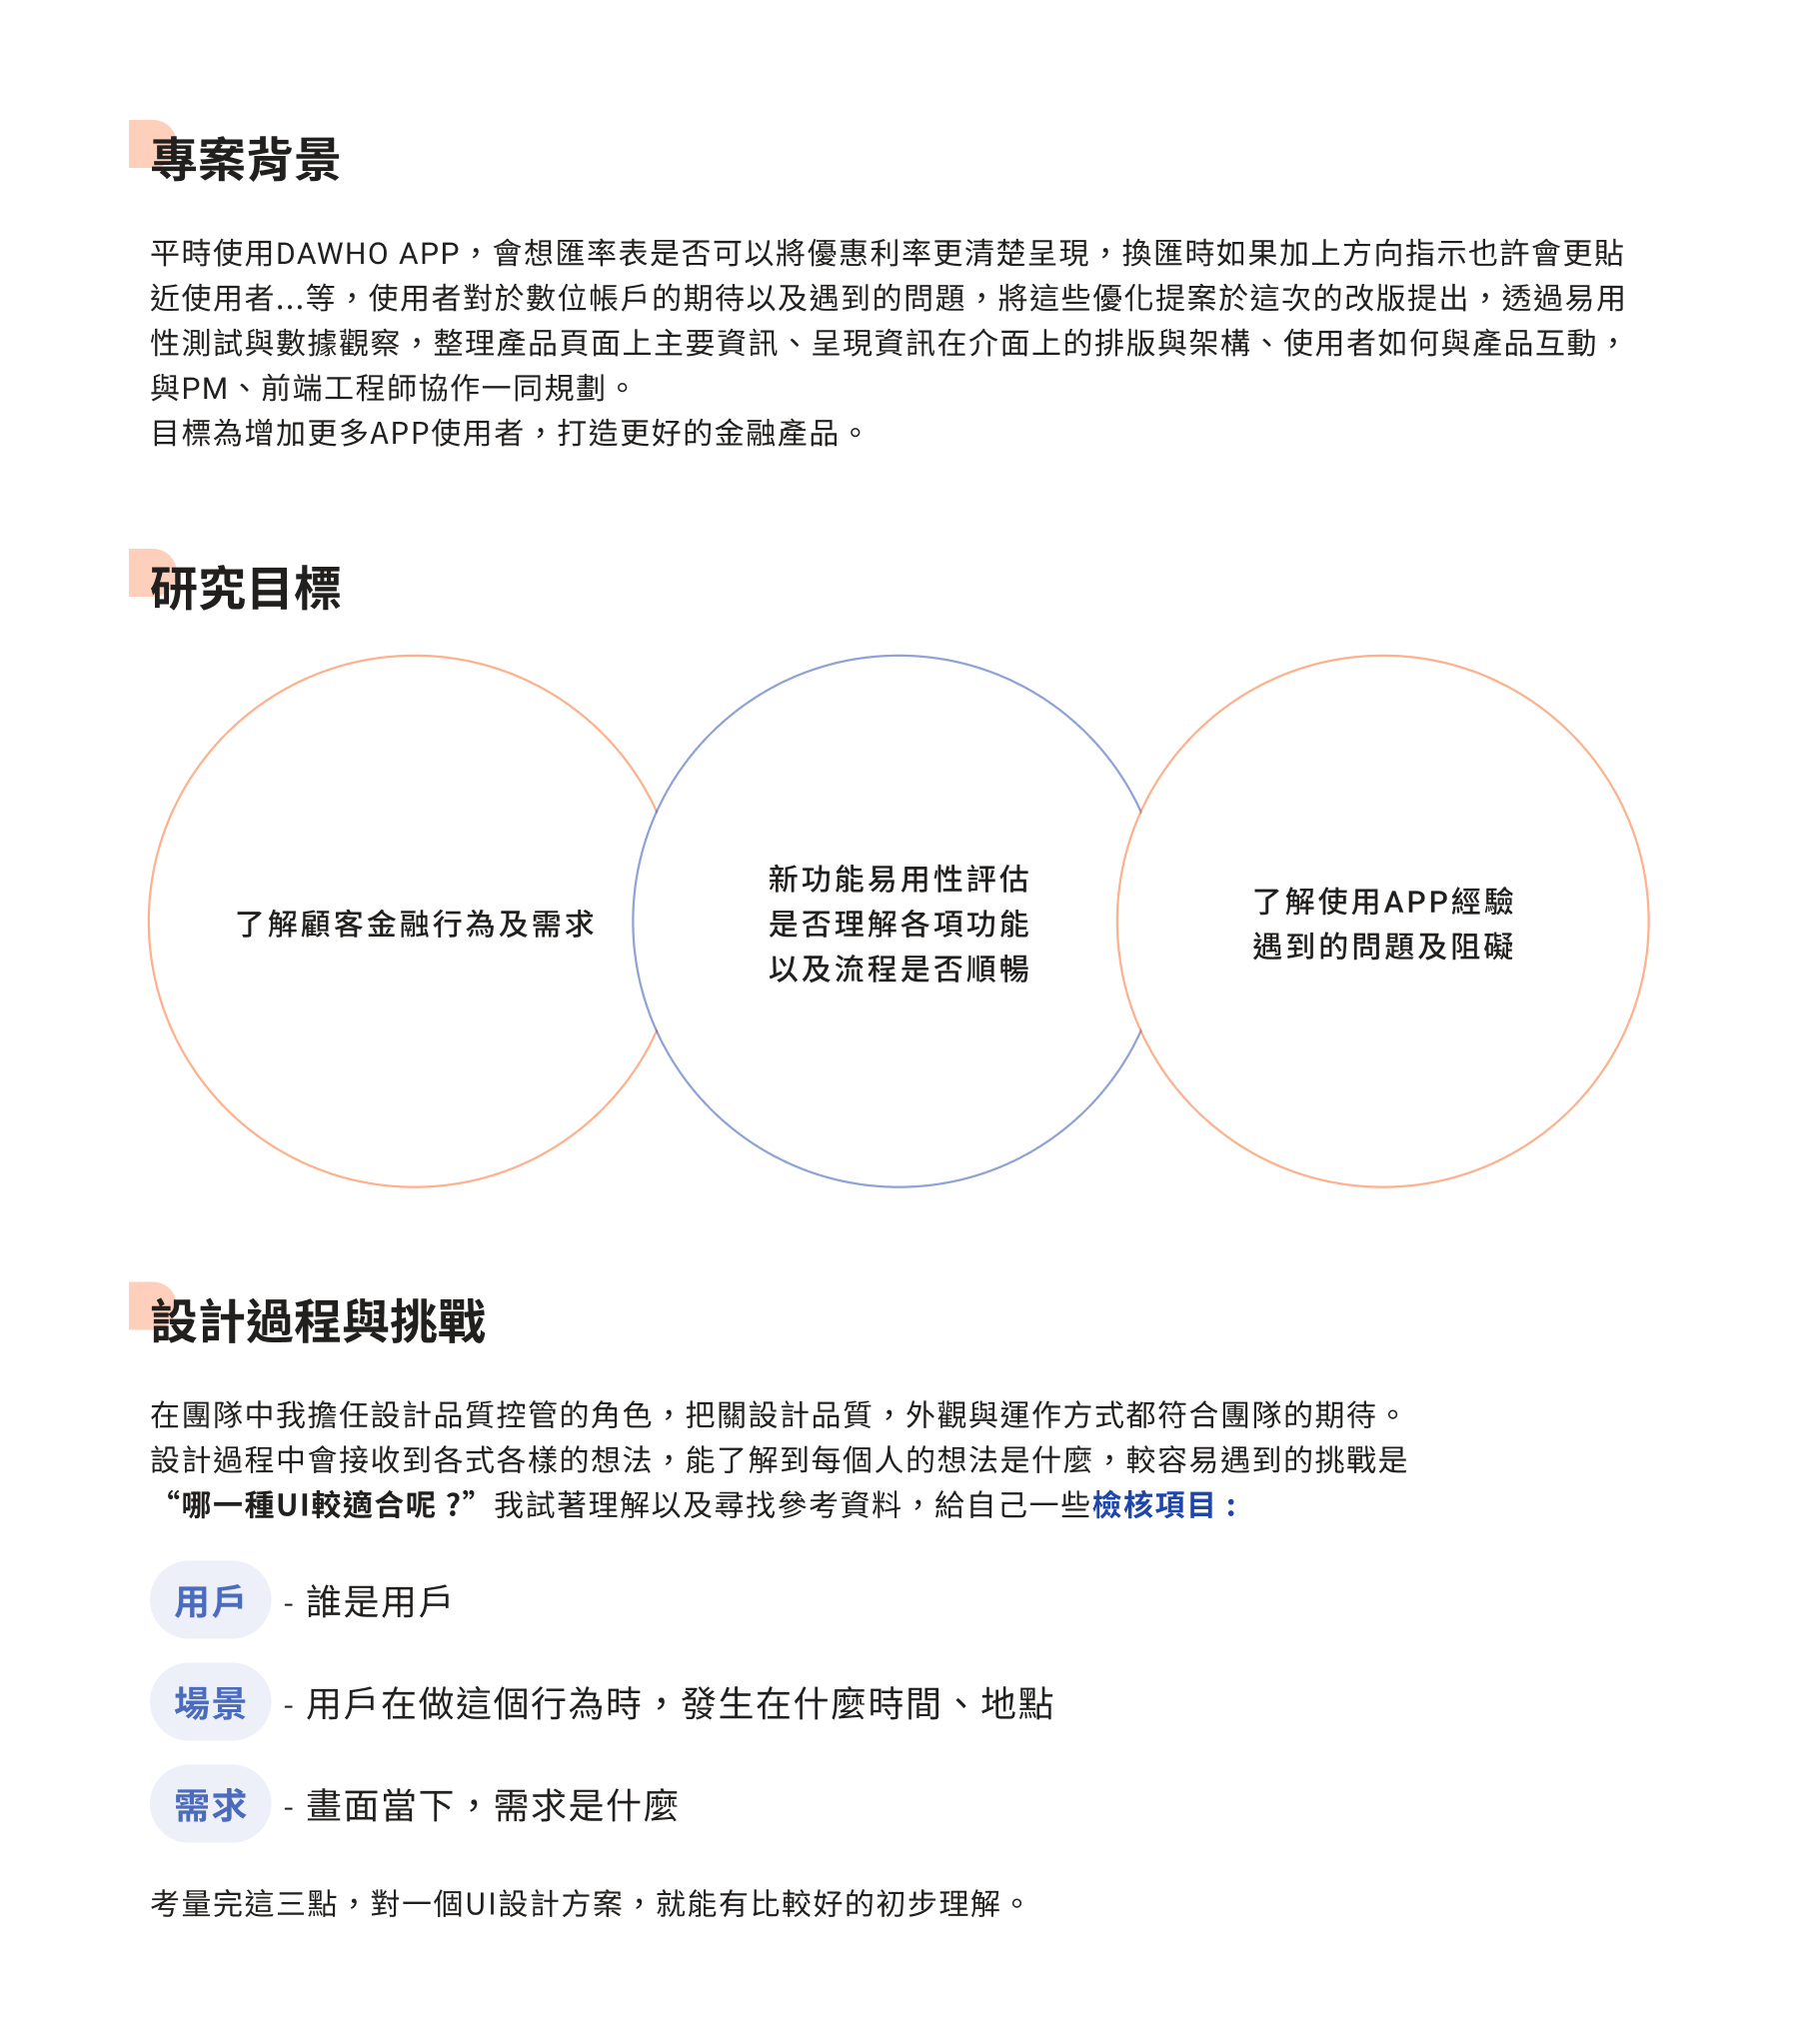 專案背景
平時使用DAWHO APP，會想匯率表是否可以將優惠利率更清楚呈現，換匯時如果加上方向指示也許會更貼
近使用者...等，使用者對於數位帳戶的期待以及遇到的問題，將這些優化提案於這次的改版提出，透過易用
性測試與數據觀察，整理產品頁面上主要資訊、呈現資訊在介面上的排版與架構、使用者如何與產品互動，
與PM、前端工程師協作一同規劃。
目標為增加更多APP使用者，打造更好的金融產品。
研究目標
了解顧客金融行為及需求
新功能易用性評估
是否理解各項功能
以及流程是否順暢
了解使用APP經驗
遇到的問題及阻礙
設計過程與挑戰
在團隊中我擔任設計品質控管的角色，把關設計品質，外觀與運作方式都符合團隊的期待。
設計過程中會接收到各式各樣的想法，能了解到每個人的想法是什麼，較容易遇到的挑戰是
“哪一種UI較適合呢？”我試著理解以及尋找參考資料，給自己一些檢核項目：
用戶 - 誰是用戶
場景 - 用戶在做這個行為時，發生在什麼時間、地點
需求 - 畫面當下，需求是什麼
考量完這三點，對一個UI設計方案，就能有比較好的初步理解。